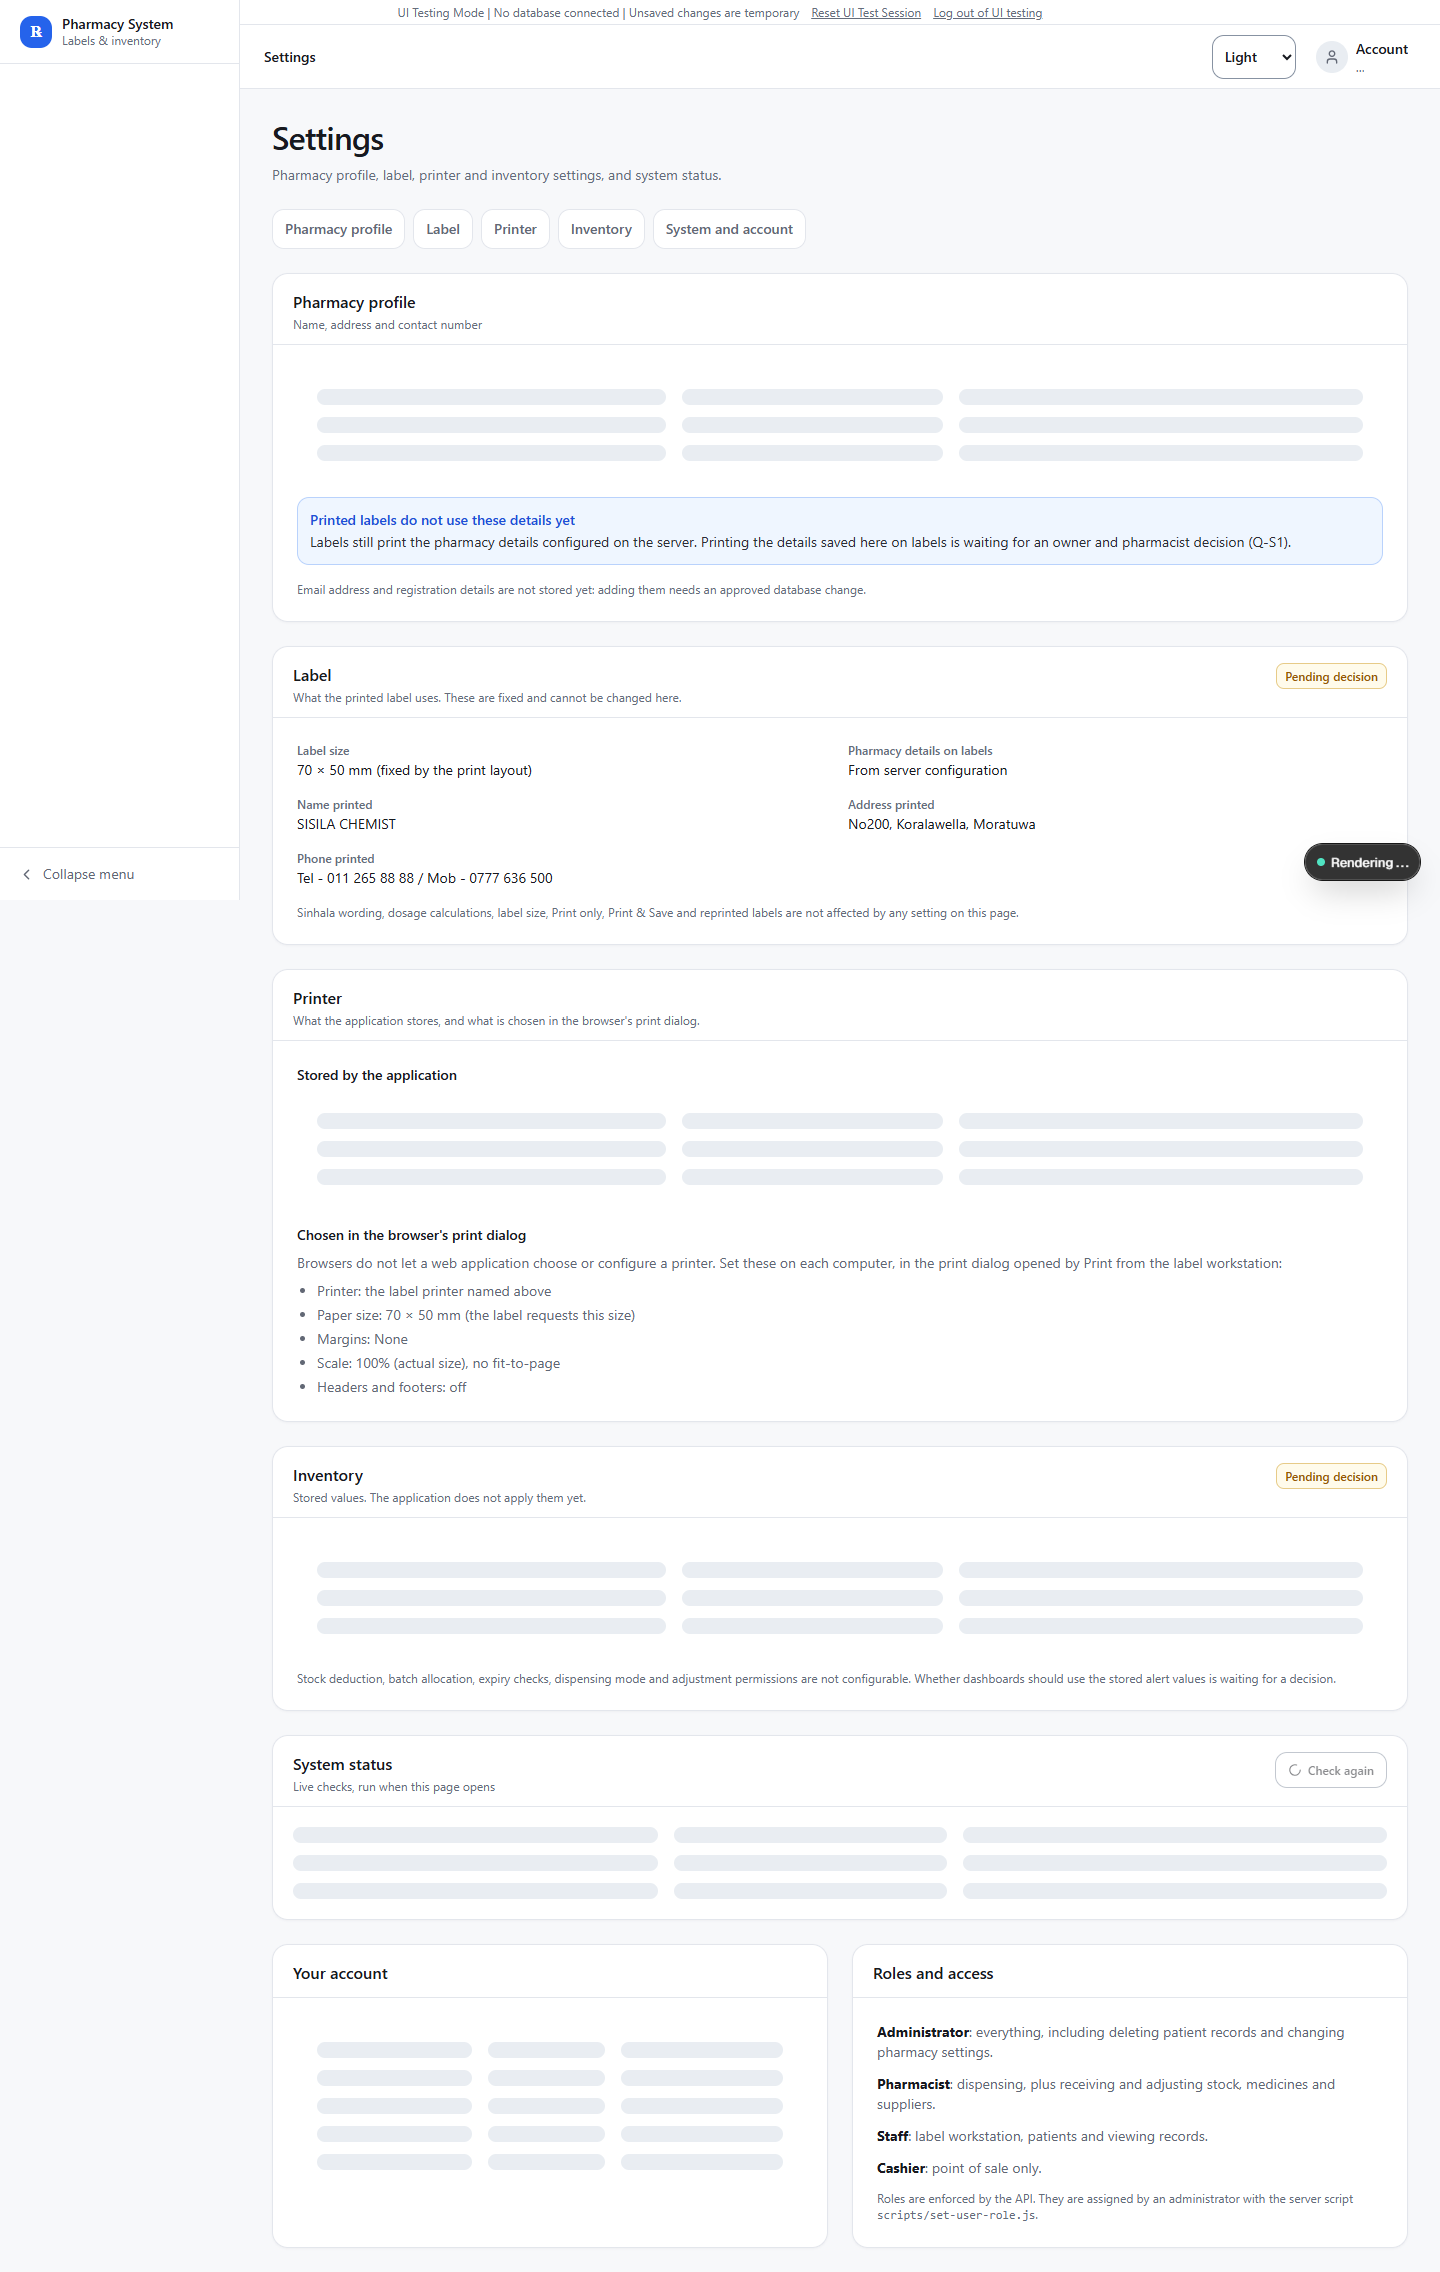 Pharmacy System
Labels & inventory
UI Testing Mode | No database connected | Unsaved changes are temporary Reset UI Test Session Log out of UI testing
Settings
Light
Account
...
Settings
Pharmacy profile, label, printer and inventory settings, and system status.
Pharmacy profile
Label
Printer
Inventory
System and account
Pharmacy profile
Name, address and contact number
Printed labels do not use these details yet
Labels still print the pharmacy details configured on the server. Printing the details saved here on labels is waiting for an owner and pharmacist decision (Q-S1).
Email address and registration details are not stored yet: adding them needs an approved database change.
Label
Pending decision
What the printed label uses. These are fixed and cannot be changed here.
Label size
70 × 50 mm (fixed by the print layout)
Pharmacy details on labels
From server configuration
Name printed
SISILA CHEMIST
Address printed
No200, Koralawella, Moratuwa
Phone printed
Tel - 011 265 88 88 / Mob - 0777 636 500
Rendering ...
Collapse menu
Sinhala wording, dosage calculations, label size, Print only, Print & Save and reprinted labels are not affected by any setting on this page.
Printer
What the application stores, and what is chosen in the browser's print dialog.
Stored by the application
Chosen in the browser's print dialog
Browsers do not let a web application choose or configure a printer. Set these on each computer, in the print dialog opened by Print from the label workstation:
• Printer: the label printer named above
• Paper size: 70 × 50 mm (the label requests this size)
• Margins: None
• Scale: 100% (actual size), no fit-to-page
• Headers and footers: off
Inventory
Pending decision
Stored values. The application does not apply them yet.
Stock deduction, batch allocation, expiry checks, dispensing mode and adjustment permissions are not configurable. Whether dashboards should use the stored alert values is waiting for a decision.
System status
Check again
Live checks, run when this page opens
Your account
Roles and access
Administrator: everything, including deleting patient records and changing
pharmacy settings.
Pharmacist: dispensing, plus receiving and adjusting stock, medicines and
suppliers.
Staff: label workstation, patients and viewing records.
Cashier: point of sale only.
Roles are enforced by the API. They are assigned by an administrator with the server script
scripts/set-user-role.js.